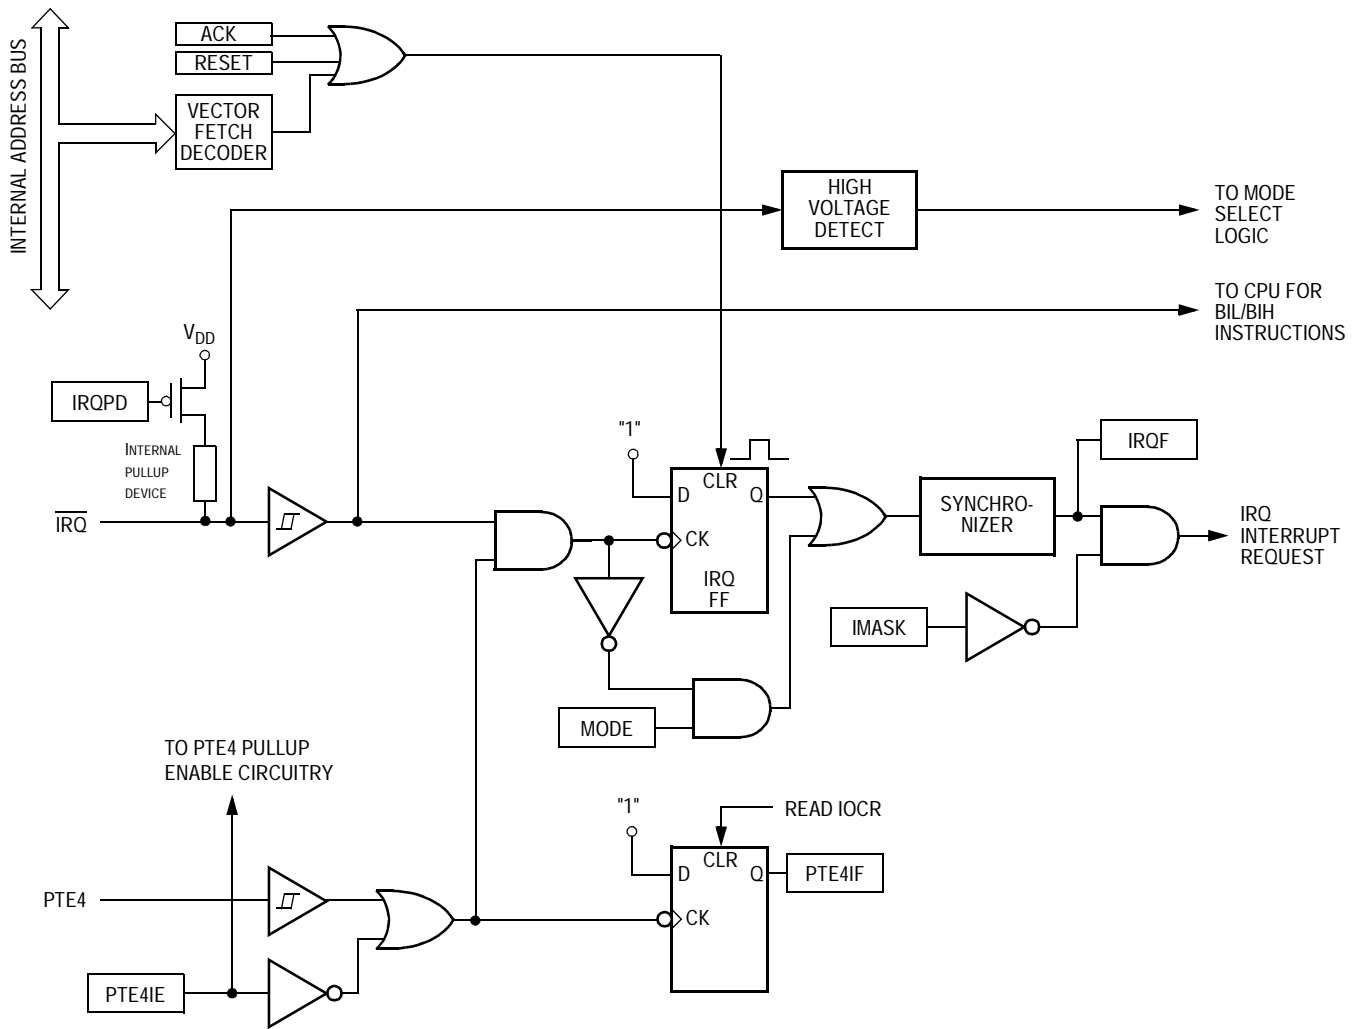 INTERNAL ADDRESS BUS
ACK
RESET
VECTOR
FETCH
DECODER
HIGH
VOLTAGE
DETECT
TO MODE
SELECT
LOGIC
TO CPU FOR
BIL/BIH
INSTRUCTIONS
VDD
IRQPD
INTERNAL
PULLUP
DEVICE
IRQ
"1"
D
CLR
Q
CK
IRQ
FF
SYNCHRO-
NIZER
IRQF
IRQ
INTERRUPT
REQUEST
IMASK
MODE
TO PTE4 PULLUP
ENABLE CIRCUITRY
"1"
READ IOCR
D
CLR
Q
CK
PTE4IF
PTE4
PTE4IE